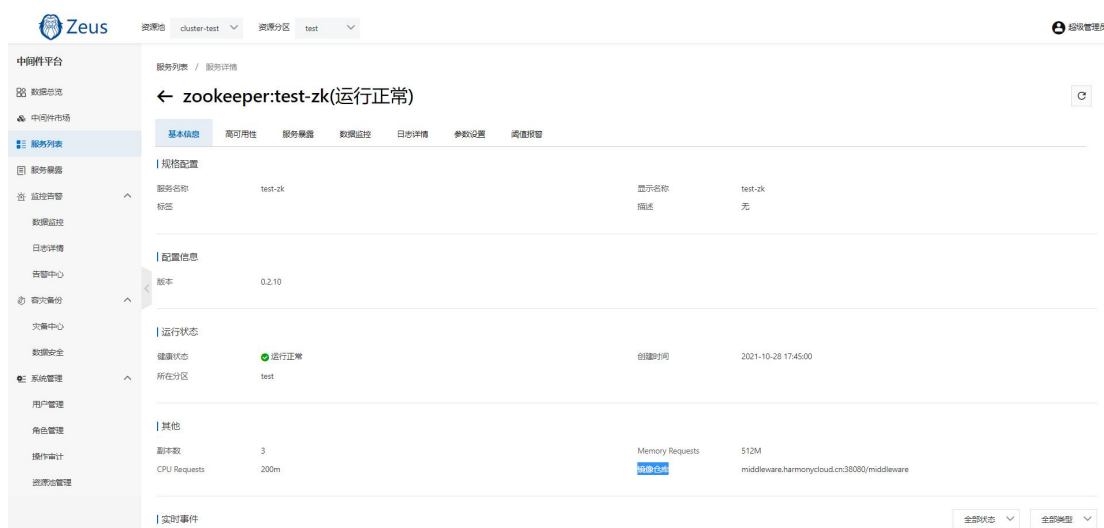 Zeus
资源池 cluster-test 资源分区 test
超级管理员
中间件平台
数据总览
中间件市场
服务列表
服务暴露
监控告警
数据监控
日志详情
告警中心
容灾备份
灾备中心
数据安全
系统管理
用户管理
角色管理
操作审计
资源池管理
服务列表 / 服务详情
← zookeeper:test-zk(运行正常)
基本信息 高可用性 服务暴露 数据监控 日志详情 参数设置 阈值报警
规格配置
服务名称 test-zk 显示名称 test-zk
标签 描述 无
配置信息
版本 0.2.10
运行状态
健康状态 运行正常 创建时间 2021-10-28 17:45:00
所在分区 test
其他
副本数 3 Memory Requests 512M
CPU Requests 200m 镜像仓库 middleware.harmonycloud.cn:38080/middleware
实时事件 全部状态 全部类型